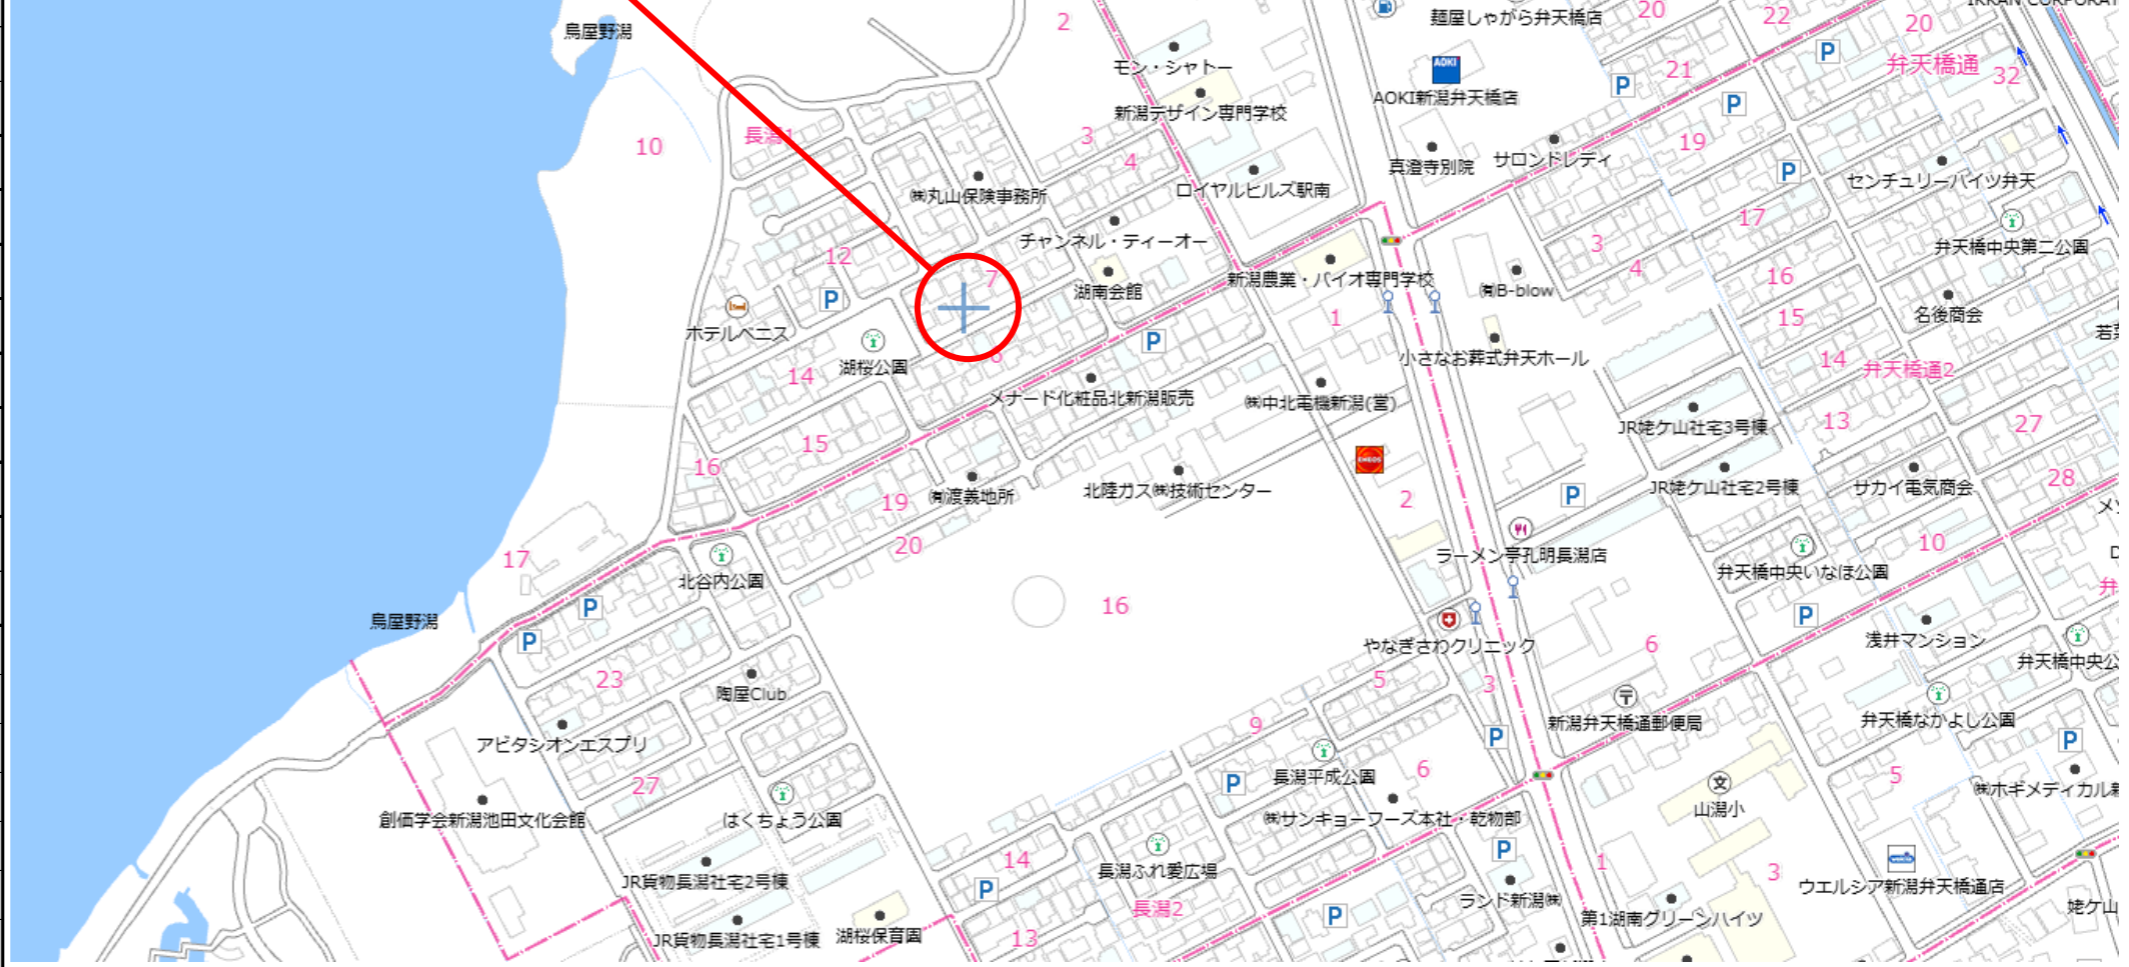 鳥屋野潟
2
麺屋しゃがら弁天橋店
20
22
20
モン・シャトー
AOKI
21
P
弁天橋通
32
P
P
AOKI新潟弁天橋店
新潟デザイン専門学校
10
長潟1
3
4
19
真澄寺別院
サロンドレディ
P
センチュリーハイツ弁天
㈱丸山保険事務所
ロイヤルヒルズ駅南
17
チャンネル・ティーオー
3
弁天橋中央第二公園
12
7
4
16
湖南会館
新潟農業・バイオ専門学校
㈲B-blow
P
ホテルベニス
1
15
名後商会
P
湖桜公園
6
小さなお葬式弁天ホール
14
弁天橋通2
14
メナード化粧品北新潟販売
㈱中北電機新潟(営)
JR姥ケ山社宅3号棟
13
27
15
ENEOS
16
㈲渡義地所
北陸ガス㈱技術センター
19
2
P
JR姥ケ山社宅2号棟
サカイ電気商会
28
17
20
ラーメン亭孔明長潟店
10
弁天橋中央いなほ公園
北谷内公園
P
16
P
鳥屋野潟
P
やなぎさわクリニック
6
浅井マンション
弁天橋中央公
23
陶屋Club
5
3
〒
新潟弁天橋通郵便局
弁天橋なかよし公園
アビタシオンエスプリ
9
P
P
27
長潟平成公園
6
5
P
文
㈱ホギメディカル新
創価学会新潟池田文化会館
はくちょう公園
㈱サンキョーフーズ本社・乾物部
山潟小
14
長潟ふれ愛広場
P
1
3
ウエルシア新潟弁天橋通店
JR貨物長潟社宅2号棟
P
長潟2
P
ランド新潟㈱
第1湖南グリーンハイツ
姥ケ山
JR貨物長潟社宅1号棟
湖桜保育園
13